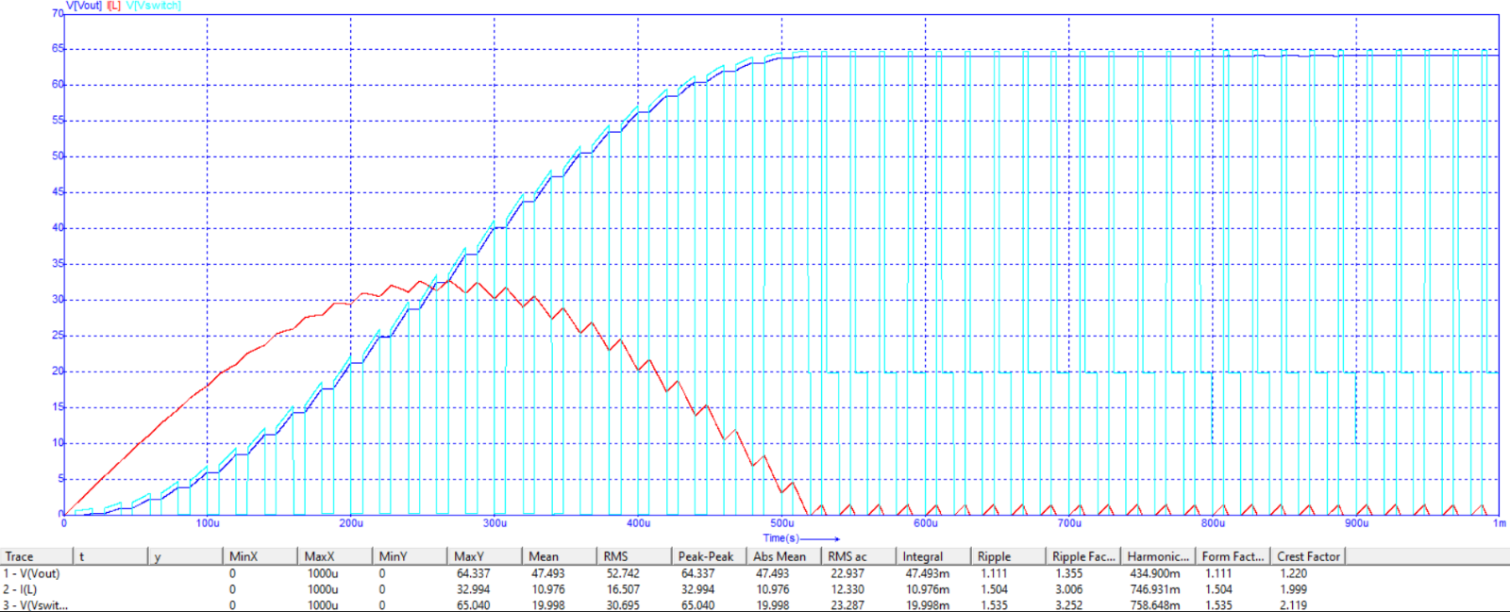 V[Vout] I[L] V[Vswitch]
70
65
60
55
50
45
40
35
30
25
20
15
10
5
0
0 100u 200u 300u 400u 500u 600u 700u 800u 900u 1m
Time(s)
Trace t y MinX MaxX MinY MaxY Mean RMS Peak-Peak Abs Mean RMS ac Integral Ripple Ripple Fac... Harmonic... Form Fact... Crest Factor
1 - V(Vout) 0 1000u 0 64.337 47.493 52.742 64.337 47.493 22.937 47.493m 1.111 1.355 434.900m 1.111 1.220
2 - I(L) 0 1000u 0 32.994 10.976 16.507 32.994 10.976 12.330 10.976m 1.504 3.006 746.931m 1.504 1.999
3 - V(Vswit... 0 1000u 0 65.040 19.998 30.695 65.040 19.998 23.287 19.998m 1.535 3.252 758.648m 1.535 2.119